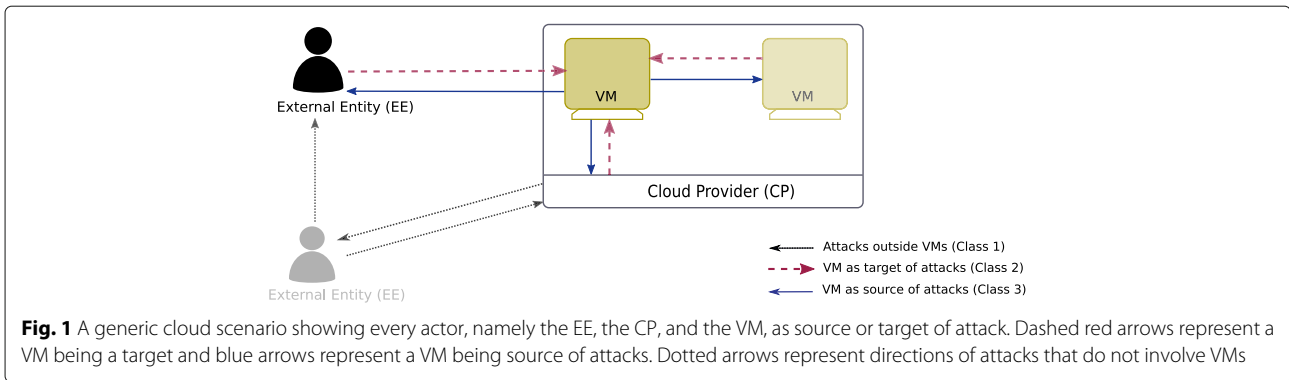 VM
VM
External Entity (EE)
Cloud Provider (CP)
External Entity (EE)
Attacks outside VMs (Class 1)
VM as target of attacks (Class 2)
VM as source of attacks (Class 3)
Fig. 1 A generic cloud scenario showing every actor, namely the EE, the CP, and the VM, as source or target of attack. Dashed red arrows represent a
VM being a target and blue arrows represent a VM being source of attacks. Dotted arrows represent directions of attacks that do not involve VMs